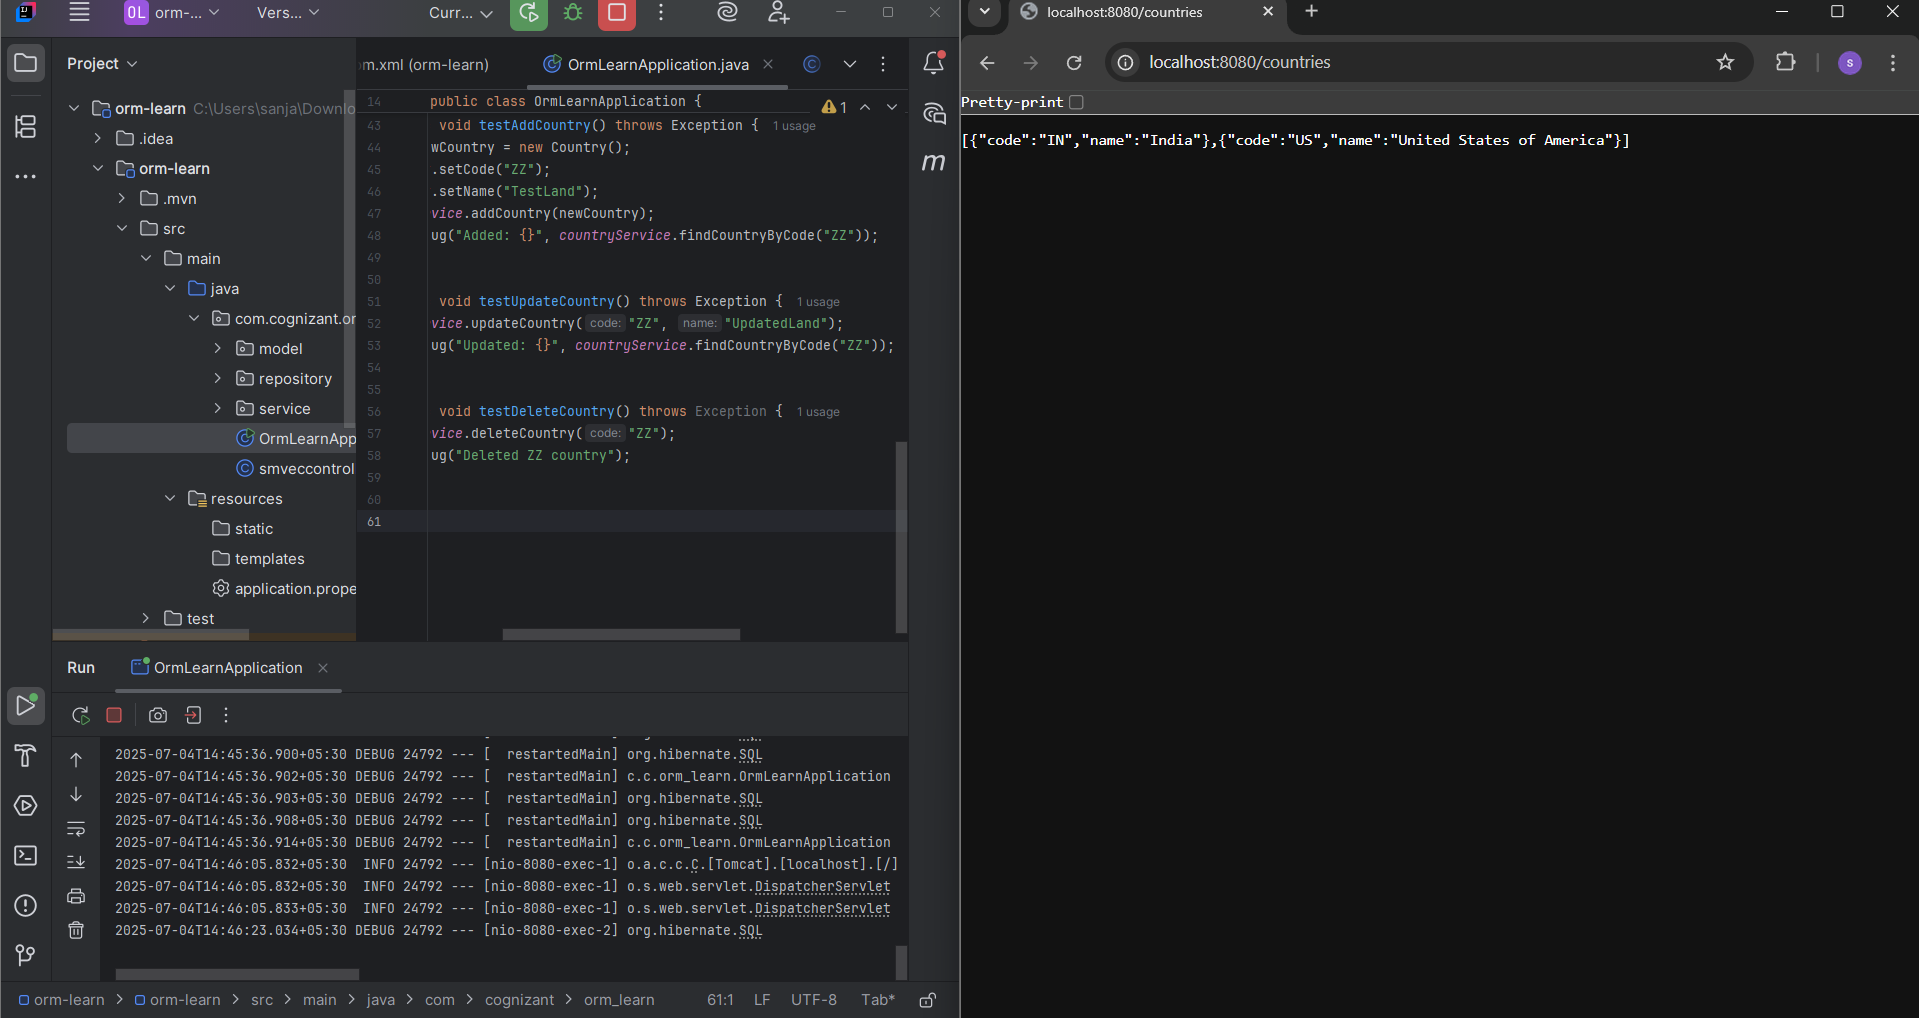 OL orm-... Vers... Curr...
Project
m.xml (orm-learn) OrmLearnApplication.java
orm-learn C:\Users\sanja\Downlo
.idea
orm-learn
.mvn
src
main
java
com.cognizant.or
model
repository
service
OrmLearnApp
smveccontrol
resources
static
templates
application.prope
test
14 public class OrmLearnApplication { 1
43 void testAddCountry() throws Exception { 1 usage
44 wCountry = new Country();
45 .setCode("ZZ");
46 .setName("TestLand");
47 vice.addCountry(newCountry);
48 ug("Added: {}", countryService.findCountryByCode("ZZ"));
49
50
51 void testUpdateCountry() throws Exception { 1 usage
52 vice.updateCountry( code: "ZZ", name: "UpdatedLand");
53 ug("Updated: {}", countryService.findCountryByCode("ZZ"));
54
55
56 void testDeleteCountry() throws Exception { 1 usage
57 vice.deleteCountry( code: "ZZ");
58 ug("Deleted ZZ country");
59
60
61
m
Run OrmLearnApplication
2025-07-04T14:45:36.900+05:30 DEBUG 24792 --- [  restartedMain] org.hibernate.SQL
2025-07-04T14:45:36.902+05:30 DEBUG 24792 --- [  restartedMain] c.c.orm_learn.OrmLearnApplication
2025-07-04T14:45:36.903+05:30 DEBUG 24792 --- [  restartedMain] org.hibernate.SQL
2025-07-04T14:45:36.908+05:30 DEBUG 24792 --- [  restartedMain] org.hibernate.SQL
2025-07-04T14:45:36.914+05:30 DEBUG 24792 --- [  restartedMain] c.c.orm_learn.OrmLearnApplication
2025-07-04T14:46:05.832+05:30  INFO 24792 --- [nio-8080-exec-1] o.a.c.c.C.[Tomcat].[localhost].[/]
2025-07-04T14:46:05.832+05:30  INFO 24792 --- [nio-8080-exec-1] o.s.web.servlet.DispatcherServlet
2025-07-04T14:46:05.833+05:30  INFO 24792 --- [nio-8080-exec-1] o.s.web.servlet.DispatcherServlet
2025-07-04T14:46:23.034+05:30 DEBUG 24792 --- [nio-8080-exec-2] org.hibernate.SQL
orm-learn > orm-learn > src > main > java > com > cognizant > orm_learn 61:1 LF UTF-8 Tab*
localhost:8080/countries
localhost:8080/countries s
Pretty-print
[{"code":"IN","name":"India"},{"code":"US","name":"United States of America"}]